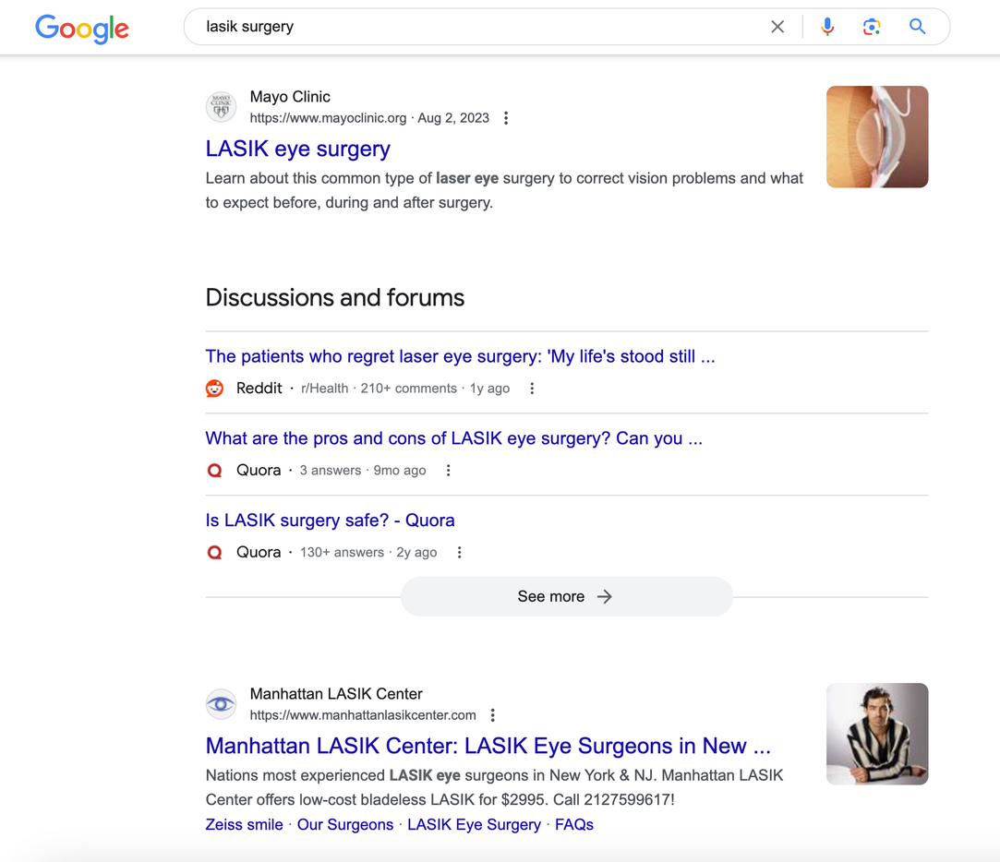 Google
lasik surgery
MAYO
CLINIC
Mayo Clinic
https://www.mayoclinic.org · Aug 2, 2023
LASIK eye surgery
Learn about this common type of laser eye surgery to correct vision problems and what
to expect before, during and after surgery.
Discussions and forums
The patients who regret laser eye surgery: 'My life's stood still ...
Reddit · r/Health · 210+ comments · 1y ago
What are the pros and cons of LASIK eye surgery? Can you ...
Quora · 3 answers · 9mo ago
Is LASIK surgery safe? - Quora
Quora · 130+ answers · 2y ago
See more
Manhattan LASIK Center
https://www.manhattanlasikcenter.com
Manhattan LASIK Center: LASIK Eye Surgeons in New ...
Nations most experienced LASIK eye surgeons in New York & NJ. Manhattan LASIK
Center offers low-cost bladeless LASIK for $2995. Call 2127599617!
Zeiss smile · Our Surgeons · LASIK Eye Surgery · FAQs